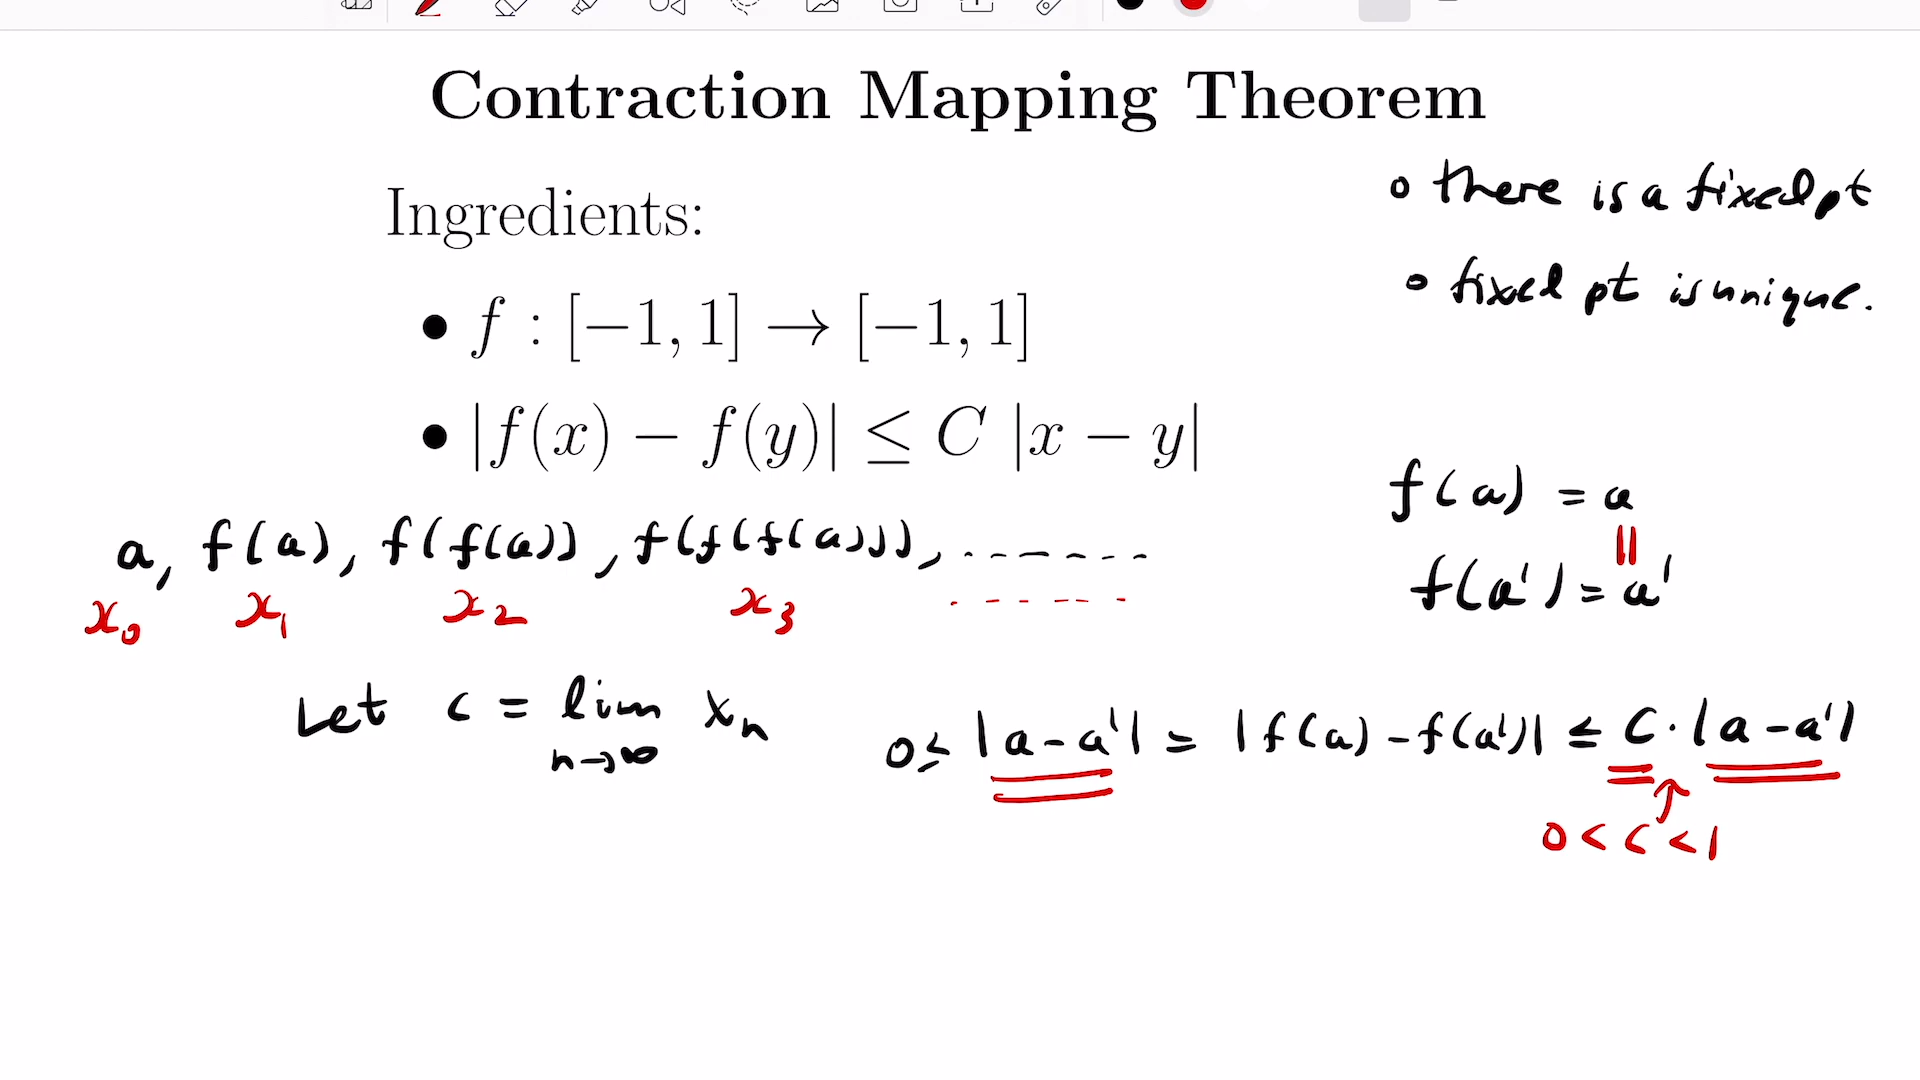 Contraction Mapping Theorem
Ingredients:
• f : [−1, 1] → [−1, 1]
• |f(x) − f(y)| ≤ C |x − y|
∘ there is a fixed pt
∘ fixed pt is unique.
a, f(a), f(f(a)), f(f(f(a))), .......
x₀ x₁ x₂ x₃ ......
f(a) = a
||
f(a') = a'
Let c = lim xₙ
n→∞
0 ≤ |a − a'| = |f(a) − f(a')| ≤ C · |a − a'|
↑
0 < C < 1